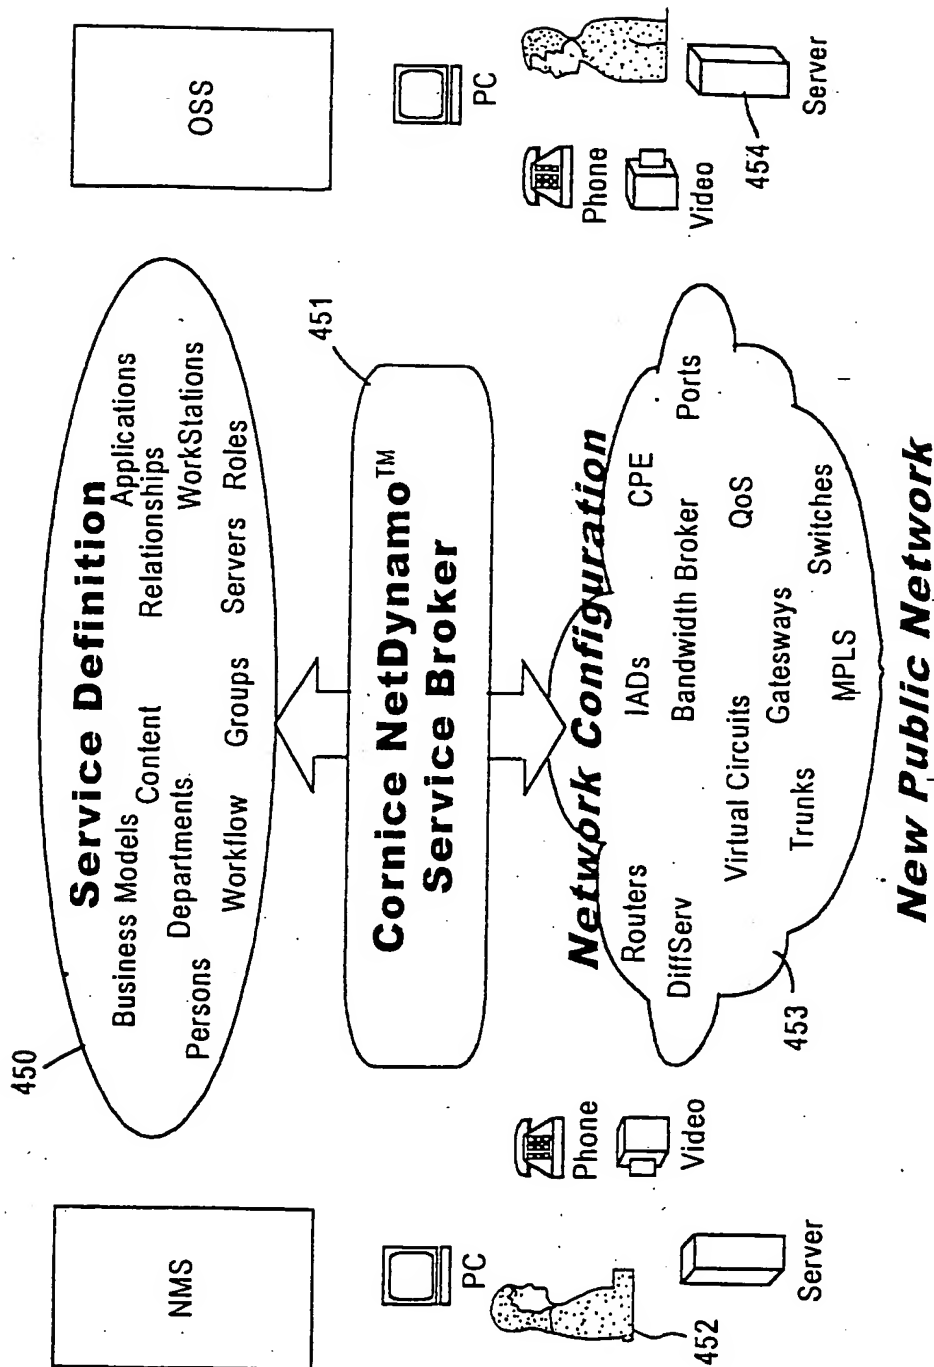 NMS
OSS
450
Service Definition
Business Models
Content
Applications
Relationships
Departments
Persons
WorkStations
Workflow
Groups
Servers
Roles
451
Cornice NetDynamo™
Service Broker
PC
PC
Phone
Phone
Video
Video
Server
Server
452
454
Network Configuration
Routers
IADs
CPE
Ports
DiffServ
Bandwidth Broker
Virtual Circuits
QoS
Gatesways
Trunks
Switches
MPLS
453
New Public Network